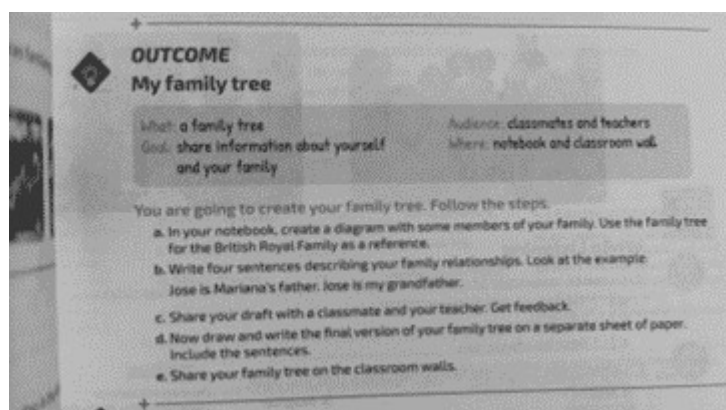 OUTCOME
My family tree
What: a family tree
Goal: share information about yourself
and your family
Audience: classmates and teachers
Where: notebook and classroom wall
You are going to create your family tree. Follow the steps.
a. In your notebook, create a diagram with some members of your family. Use the family tree
for the British Royal Family as a reference.
b. Write four sentences describing your family relationships. Look at the example.
Jose is Mariana's father. Jose is my grandfather.
c. Share your draft with a classmate and your teacher. Get feedback.
d. Now draw and write the final version of your family tree on a separate sheet of paper.
Include the sentences.
e. Share your family tree on the classroom walls.